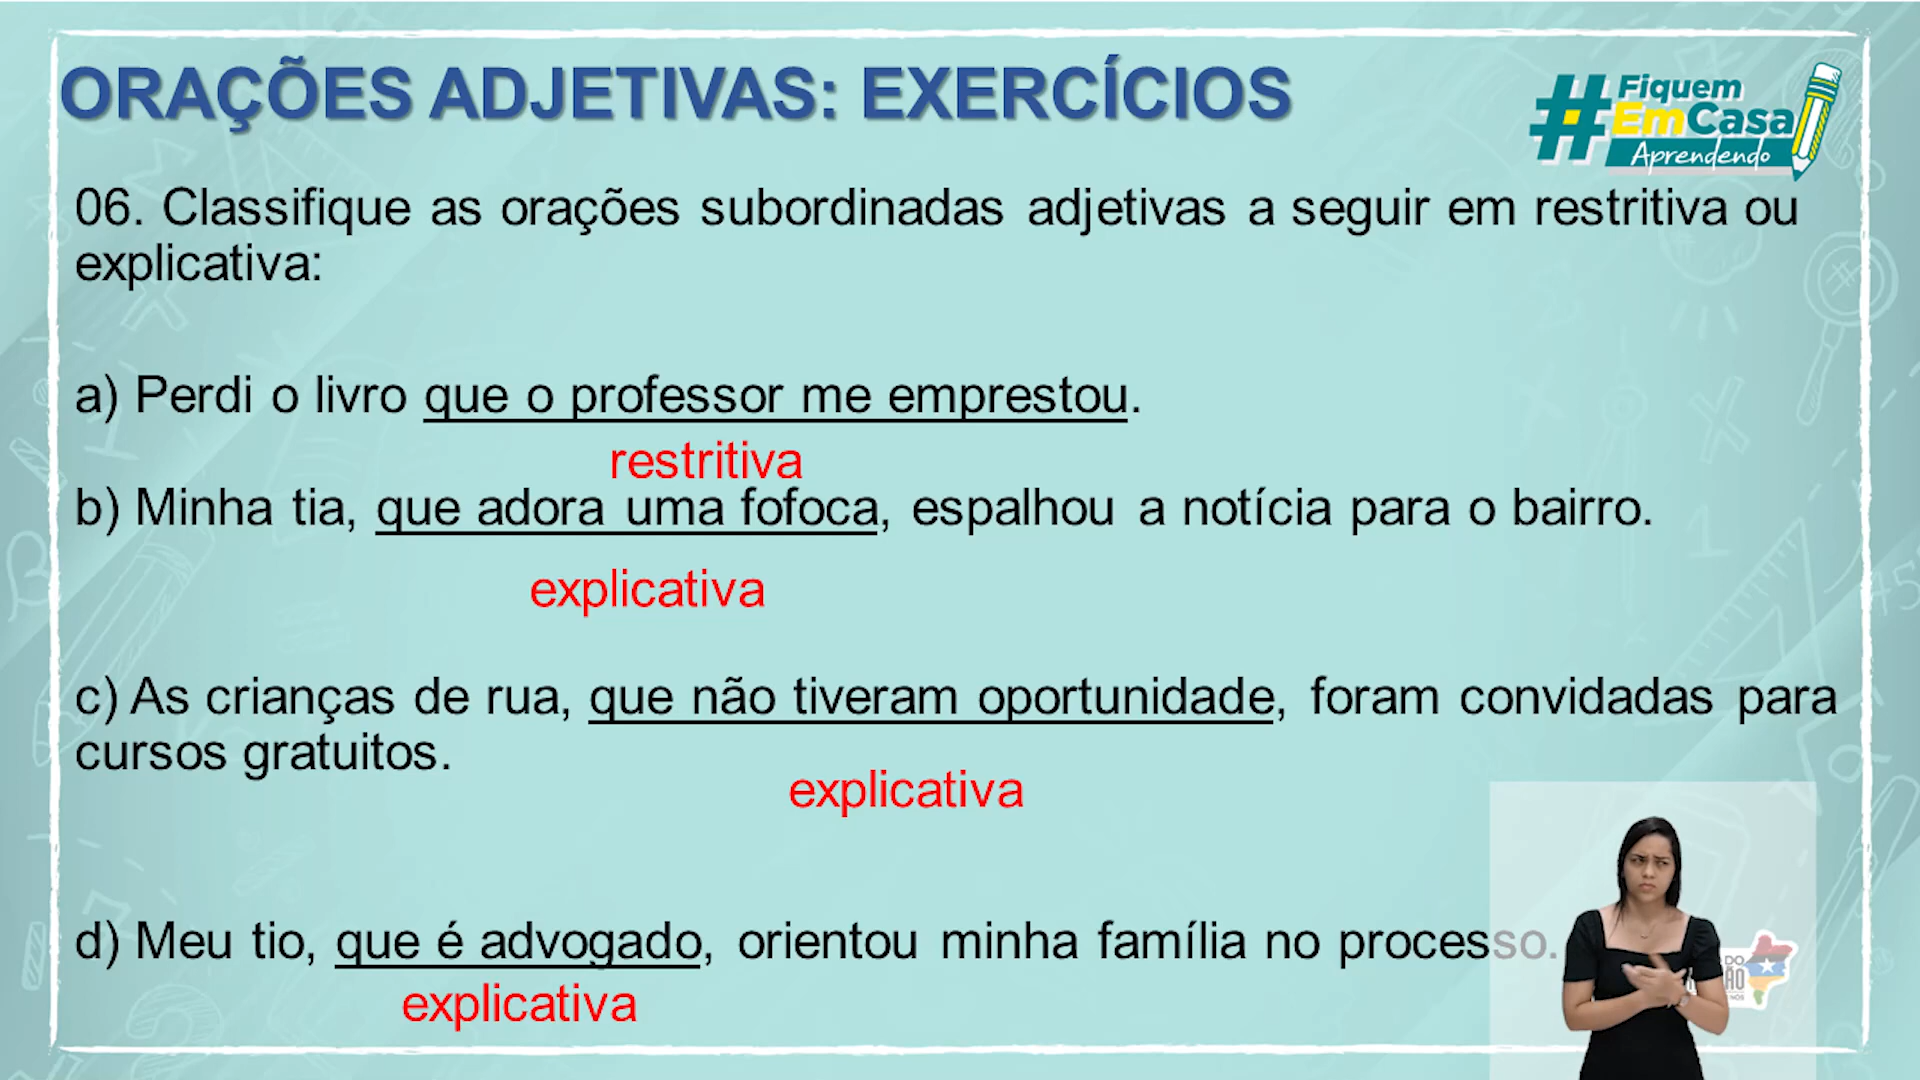 ORAÇÕES ADJETIVAS: EXERCÍCIOS
#Fiquem
EmCasa
Aprendendo
06. Classifique as orações subordinadas adjetivas a seguir em restritiva ou
explicativa:
a) Perdi o livro que o professor me emprestou.
restritiva
b) Minha tia, que adora uma fofoca, espalhou a notícia para o bairro.
explicativa
c) As crianças de rua, que não tiveram oportunidade, foram convidadas para
cursos gratuitos.
explicativa
d) Meu tio, que é advogado, orientou minha família no processo.
explicativa
DO
ÃO